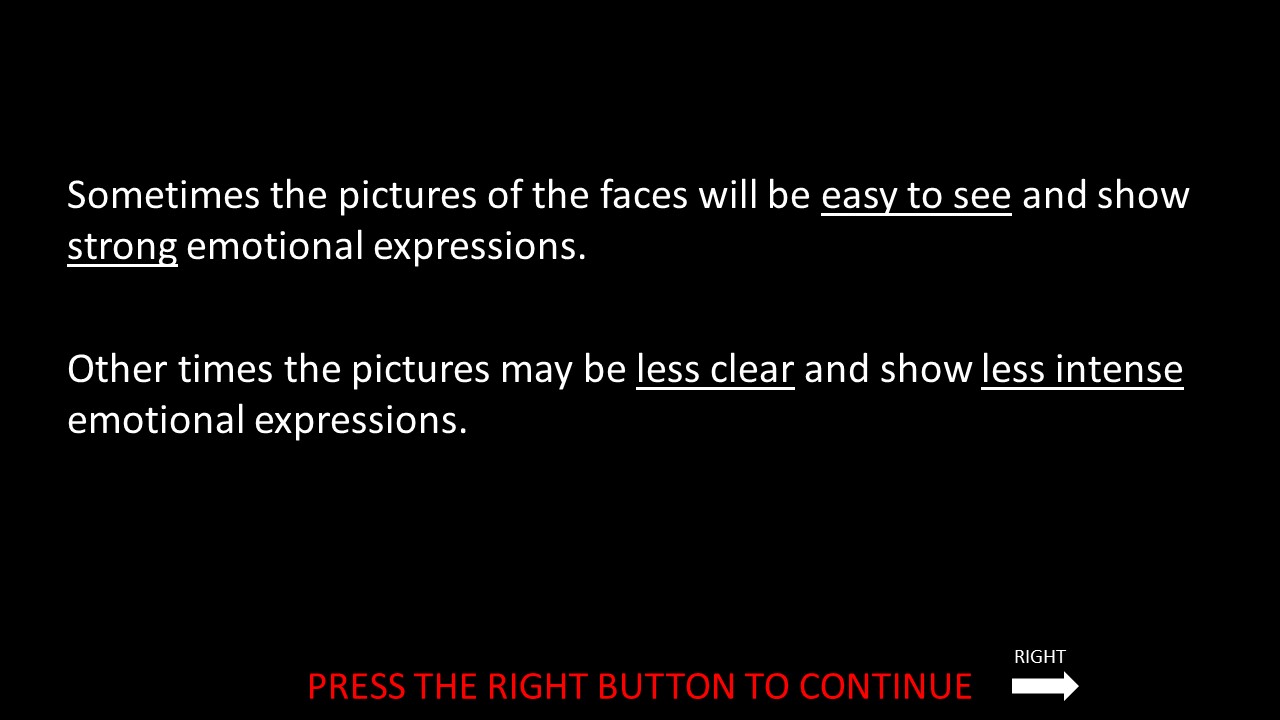 Sometimes the pictures of the faces will be easy to see and show
strong emotional expressions.
Other times the pictures may be less clear and show less intense
emotional expressions.
RIGHT
PRESS THE RIGHT BUTTON TO CONTINUE